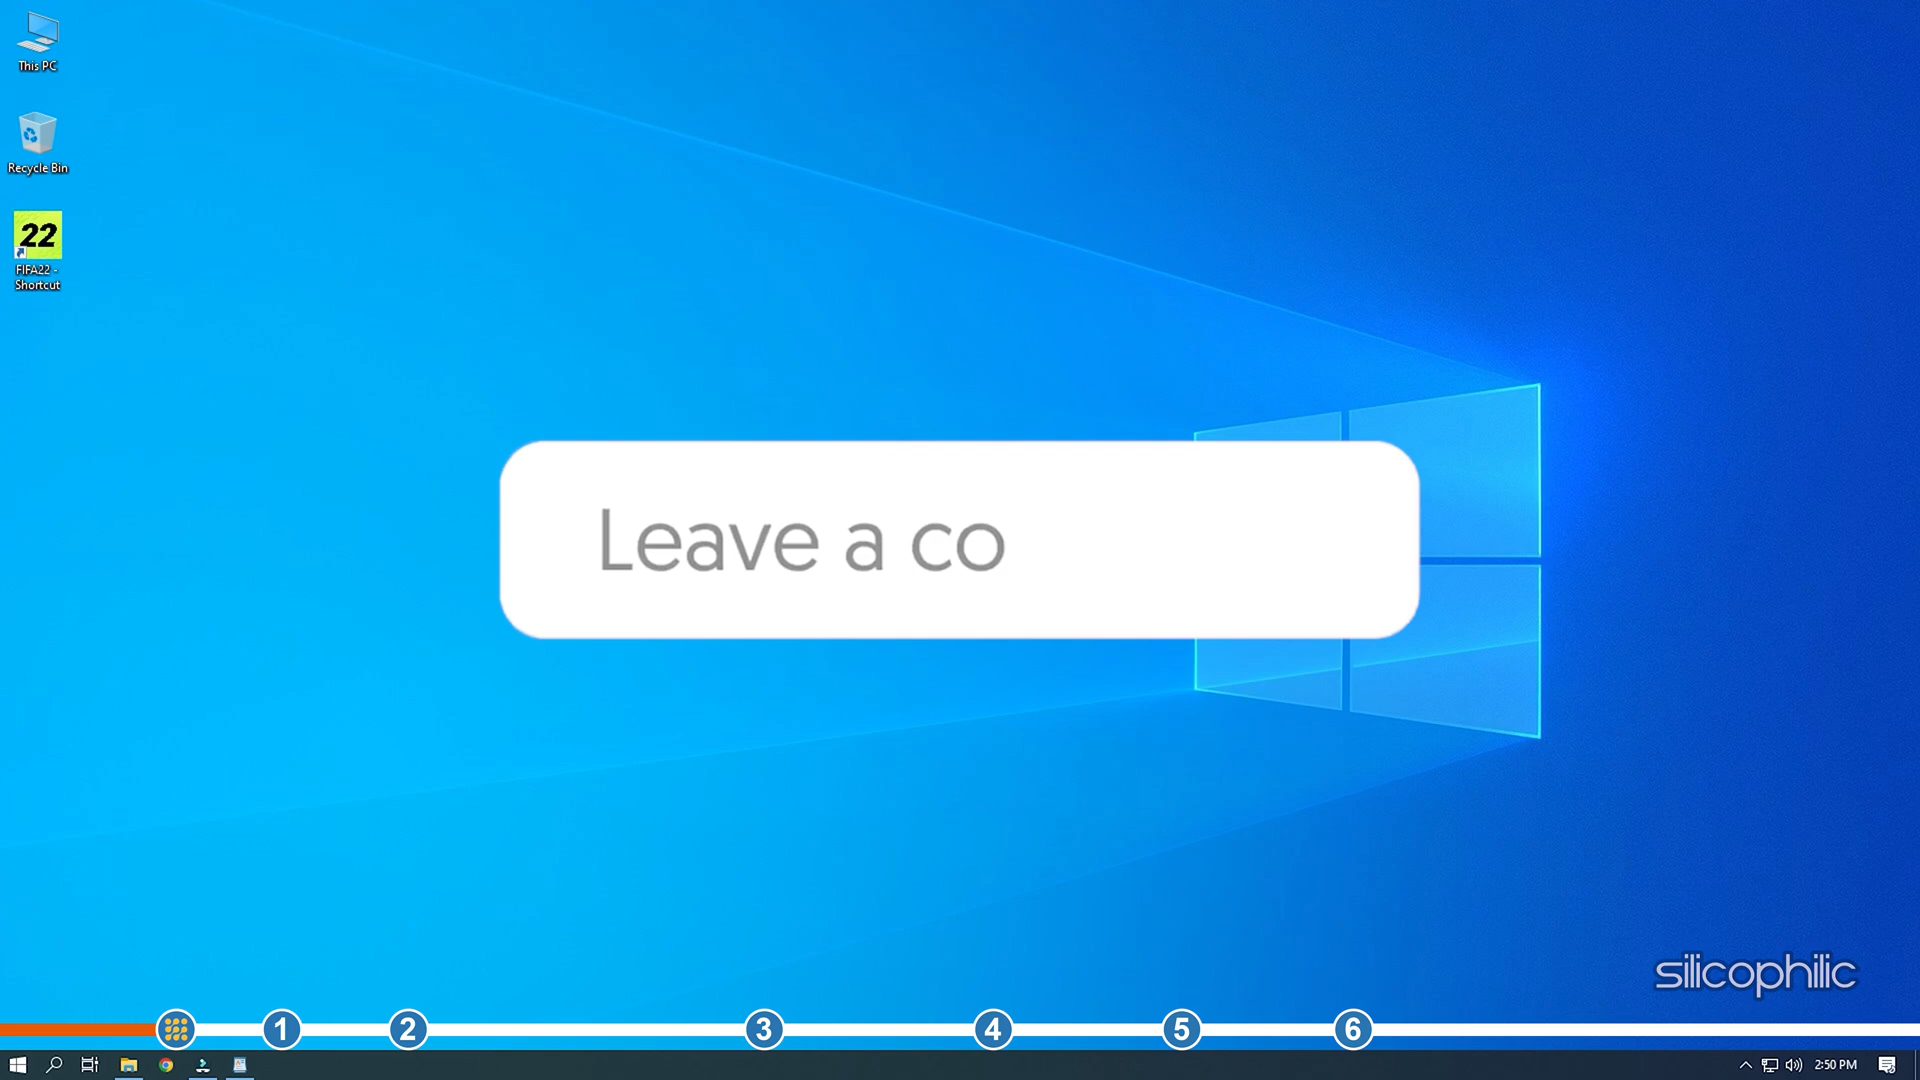 This PC
Recycle Bin
22
FIFA22 -
Shortcut
Leave a co
silicophilic
1
2
3
4
5
6
2:50 PM